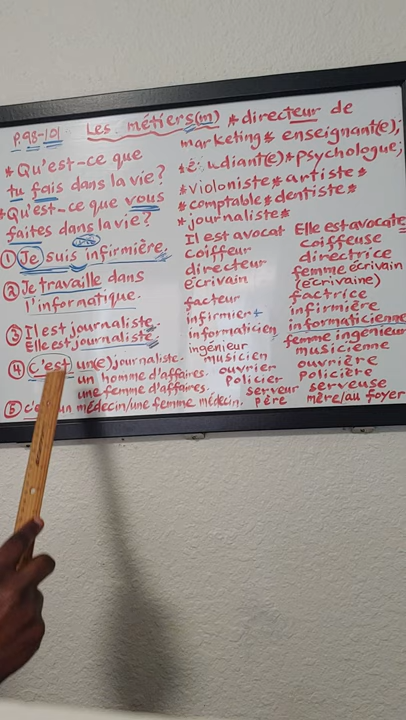 P.98-101 Les métiers(m) * directeur de
marketing * enseignant(e);
étudiant(e) * Psychologue;
* violoniste * artiste *
* comptable * dentiste *
* journaliste *
* Qu'est-ce que
tu fais dans la vie?
* Qu'est-ce que vous
faites dans la vie?
① Je suis infirmière.
② Je travaille dans
l'informatique.
③ Il est journaliste
Elle est journaliste
④ C'est un(e) journaliste.
un homme d'affaires.
une femme d'affaires.
⑤ c'est un médecin/une femme médecin.
Il est avocat Elle est avocate
coiffeur coiffeuse
directeur directrice
écrivain femme écrivain
(écrivaine)
facteur factrice
infirmier infirmière
informaticien informaticienne
ingénieur femme ingénieur
musicien musicienne
ouvrier ouvrière
Policier Policière
serveur serveuse
Père mère/au foyer